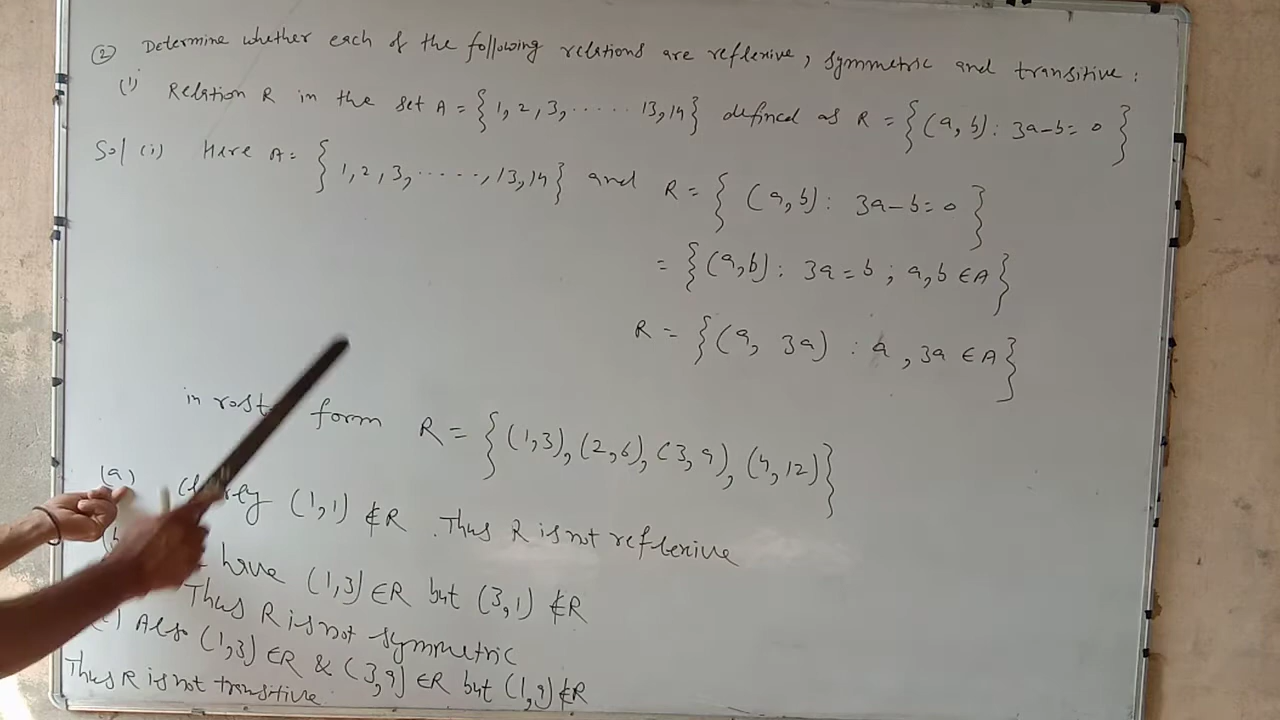 ② Determine whether each of the following relations are reflexive, symmetric and transitive :
(i) Relation R in the set A = {1, 2, 3, ...... 13, 14} defined as R = {(a, b) : 3a-b = 0}
Sol (i) Here A = {1, 2, 3, ......, 13, 14} and R = {(a, b) : 3a-b = 0}
= {(a, b) : 3a = b ; a, b ∈ A}
R = {(a, 3a) : a, 3a ∈ A}
in form R = {(1, 3), (2, 6), (3, 9), (4, 12)}
(a) (1, 1) ∉ R . Thus R is not reflexive
have (1, 3) ∈ R but (3, 1) ∉ R
Thus R is not symmetric
Also (1, 3) ∈ R & (3, 9) ∈ R but (1, 9) ∉ R
Thus R is not transitive.